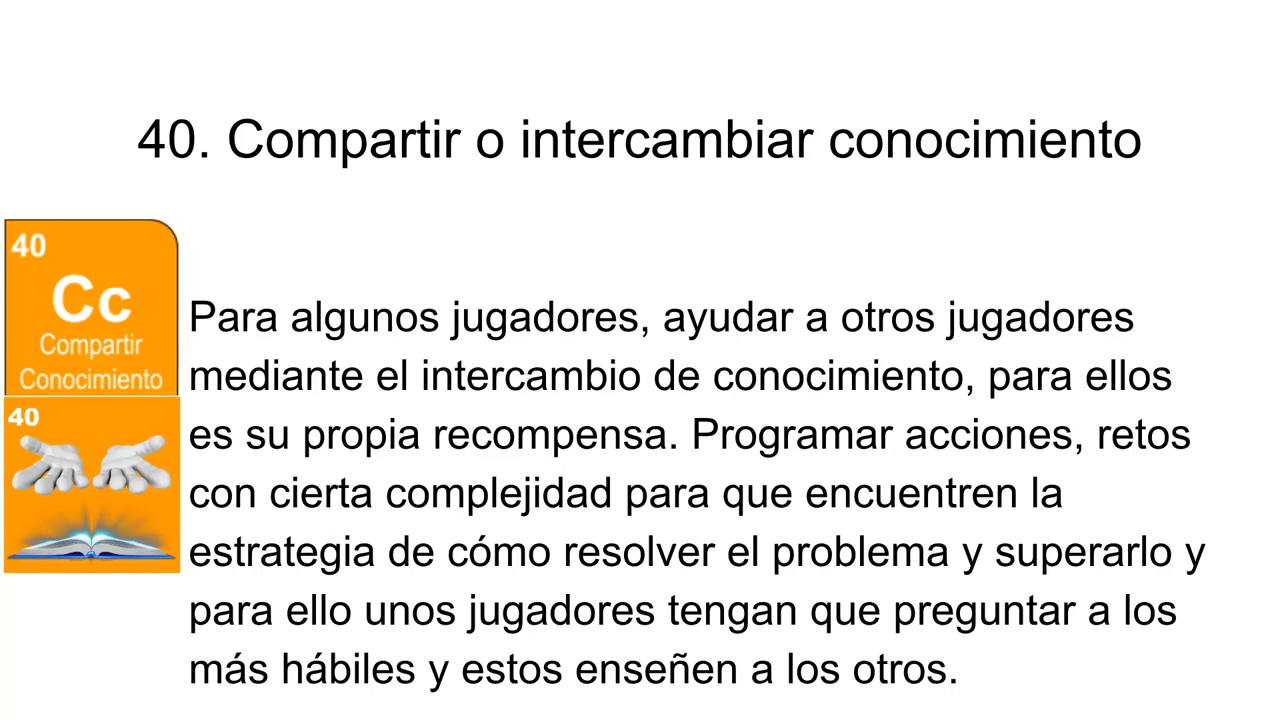 40. Compartir o intercambiar conocimiento
40
Cc
Compartir
Conocimiento
40
Para algunos jugadores, ayudar a otros jugadores
mediante el intercambio de conocimiento, para ellos
es su propia recompensa. Programar acciones, retos
con cierta complejidad para que encuentren la
estrategia de cómo resolver el problema y superarlo y
para ello unos jugadores tengan que preguntar a los
más hábiles y estos enseñen a los otros.